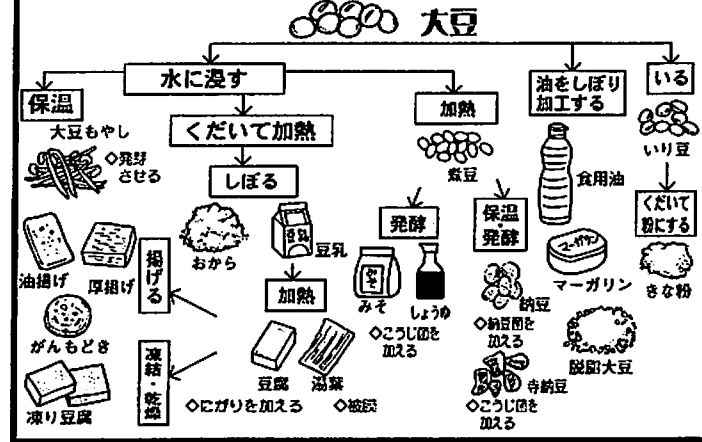 大豆
水に浸す
油をしぼり
加工する
いる
保温
大豆もやし
◇発芽
させる
くだいて加熱
加熱
煮豆
食用油
いり豆
しぼる
おから
豆乳
豆乳
発酵
保温・
発酵
くだいて
粉にする
きな粉
油揚げ
厚揚げ
揚げる
加熱
みそ
みそ
しょうゆ
◇こうじ菌を
加える
納豆
◇納豆菌を
加える
マーガリン
マーガリン
脱脂大豆
がんもどき
凍り豆腐
凍結・乾燥
豆腐
湯葉
◇にがりを加える
◇被膜
寺納豆
◇こうじ菌を
加える